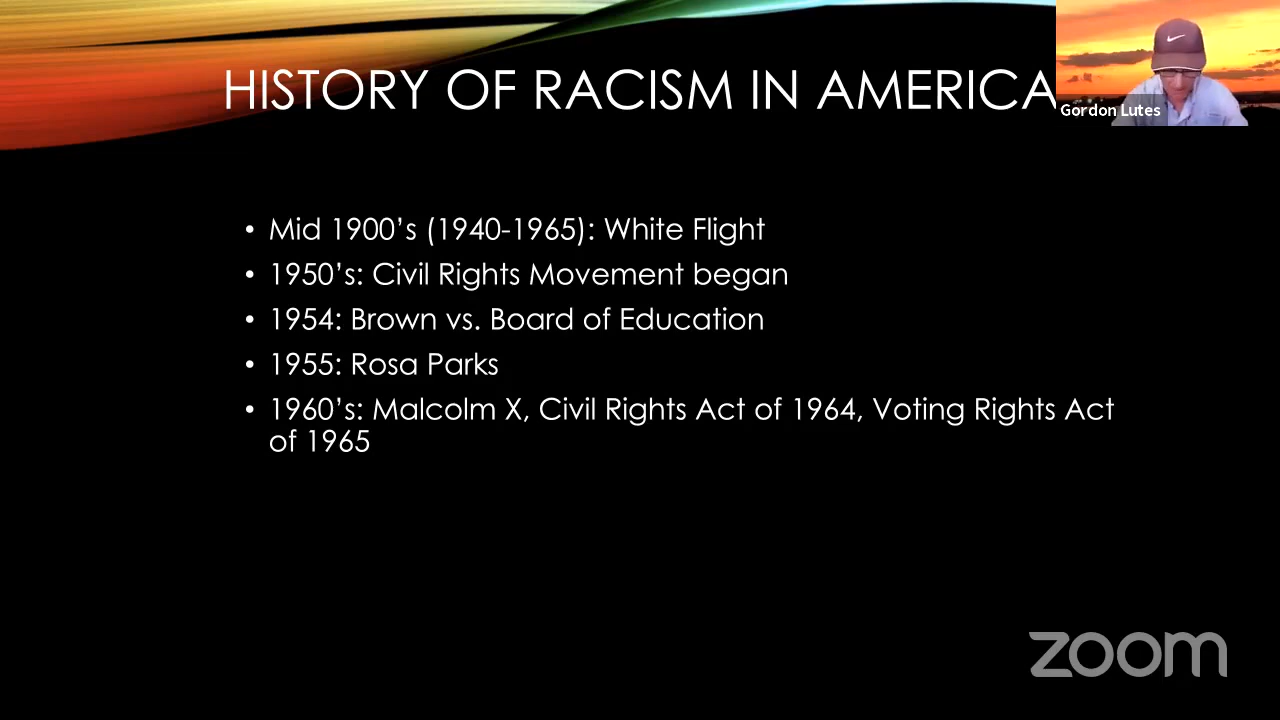 HISTORY OF RACISM IN AMERICA
Gordon Lutes
• Mid 1900’s (1940-1965): White Flight
• 1950’s: Civil Rights Movement began
• 1954: Brown vs. Board of Education
• 1955: Rosa Parks
• 1960’s: Malcolm X, Civil Rights Act of 1964, Voting Rights Act
of 1965
zoom